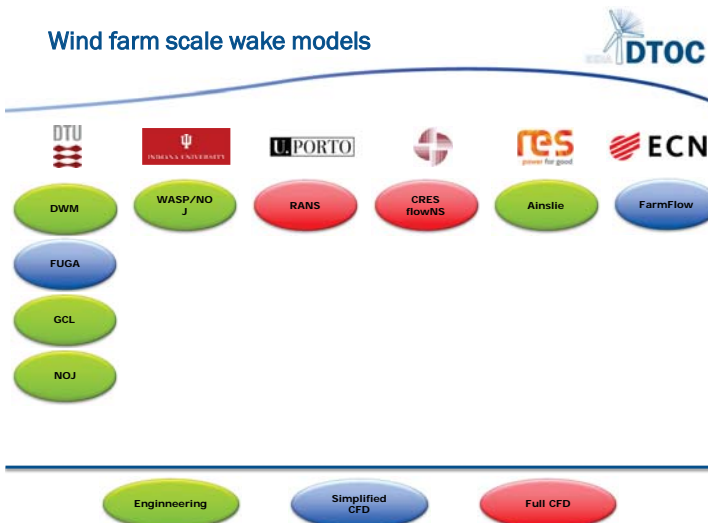 Wind farm scale wake models
DTOC
DTU
INDIANA UNIVERSITY
U.PORTO
res
power for good
ECN
DWM
WASP/NO
J
RANS
CRES
flowNS
Ainslie
FarmFlow
FUGA
GCL
NOJ
Enginneering
Simplified
CFD
Full CFD